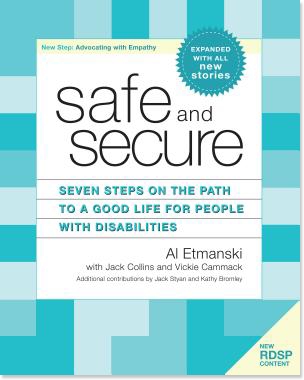 New Step: Advocating with Empathy
EXPANDED
WITH ALL
new
stories
safe and
secure
SEVEN STEPS ON THE PATH
TO A GOOD LIFE FOR PEOPLE
WITH DISABILITIES
Al Etmanski
with Jack Collins and Vickie Cammack
Additional contributions by Jack Styan and Kathy Bromley
NEW
RDSP
CONTENT